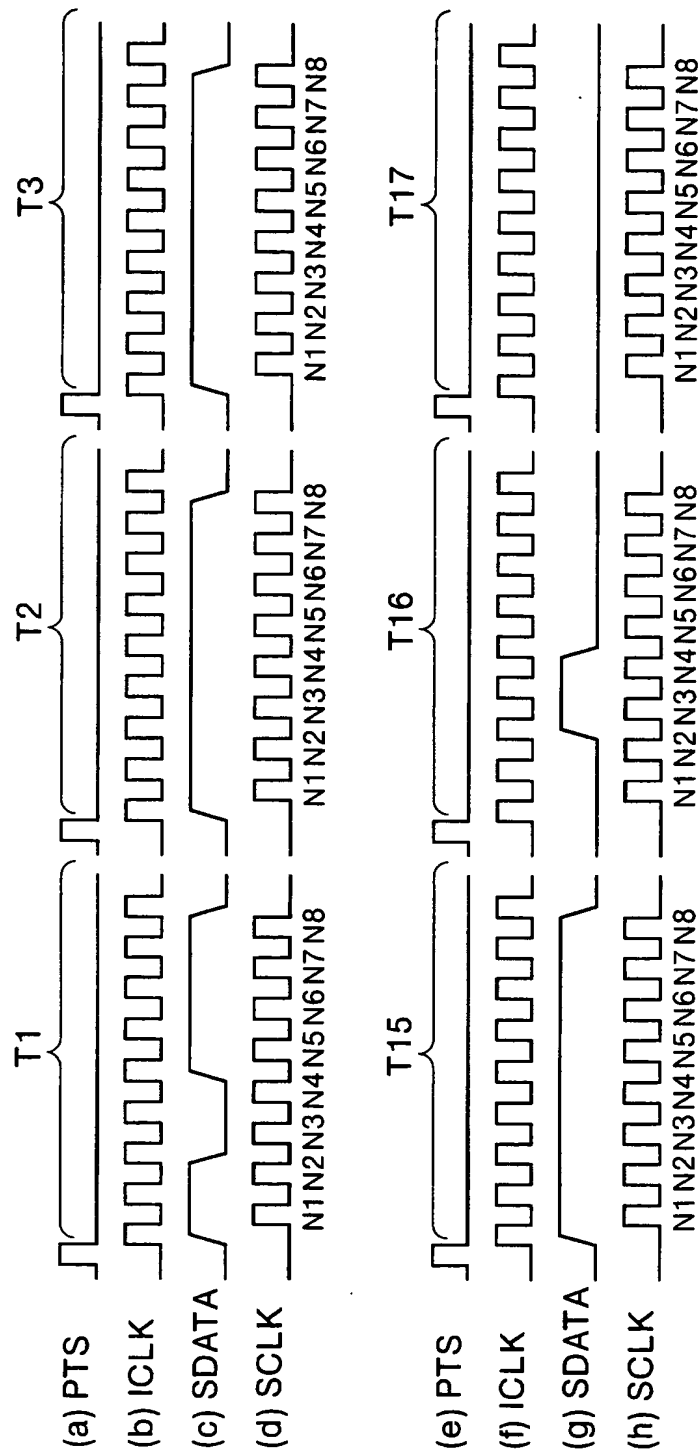 T1 T2 T3
(a) PTS
(b) ICLK
(c) SDATA
(d) SCLK
N1 N2 N3 N4 N5 N6 N7 N8 N1 N2 N3 N4 N5 N6 N7 N8 N1 N2 N3 N4 N5 N6 N7 N8
T15 T16 T17
(e) PTS
(f) ICLK
(g) SDATA
(h) SCLK
N1 N2 N3 N4 N5 N6 N7 N8 N1 N2 N3 N4 N5 N6 N7 N8 N1 N2 N3 N4 N5 N6 N7 N8